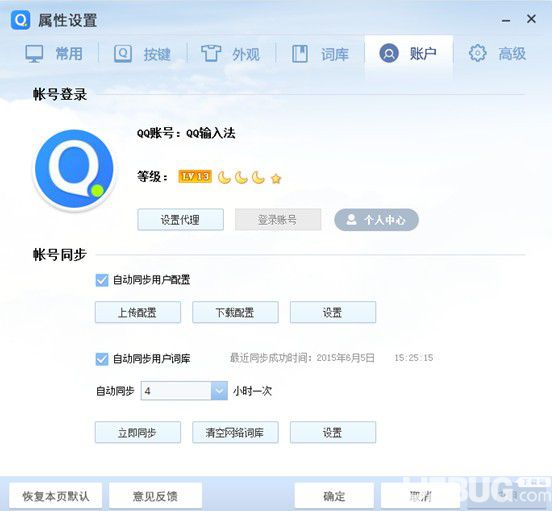 属性设置
常用 按键 外观 词库 账户 高级
帐号登录
QQ账号：QQ输入法
等级： LV 13
设置代理 登录账号 个人中心
帐号同步
自动同步用户配置
上传配置 下载配置 设置
自动同步用户词库 最近同步成功时间：2015年6月5日 15:25:15
自动同步 4 小时一次
立即同步 清空网络词库 设置
恢复本页默认 意见反馈 确定 取消